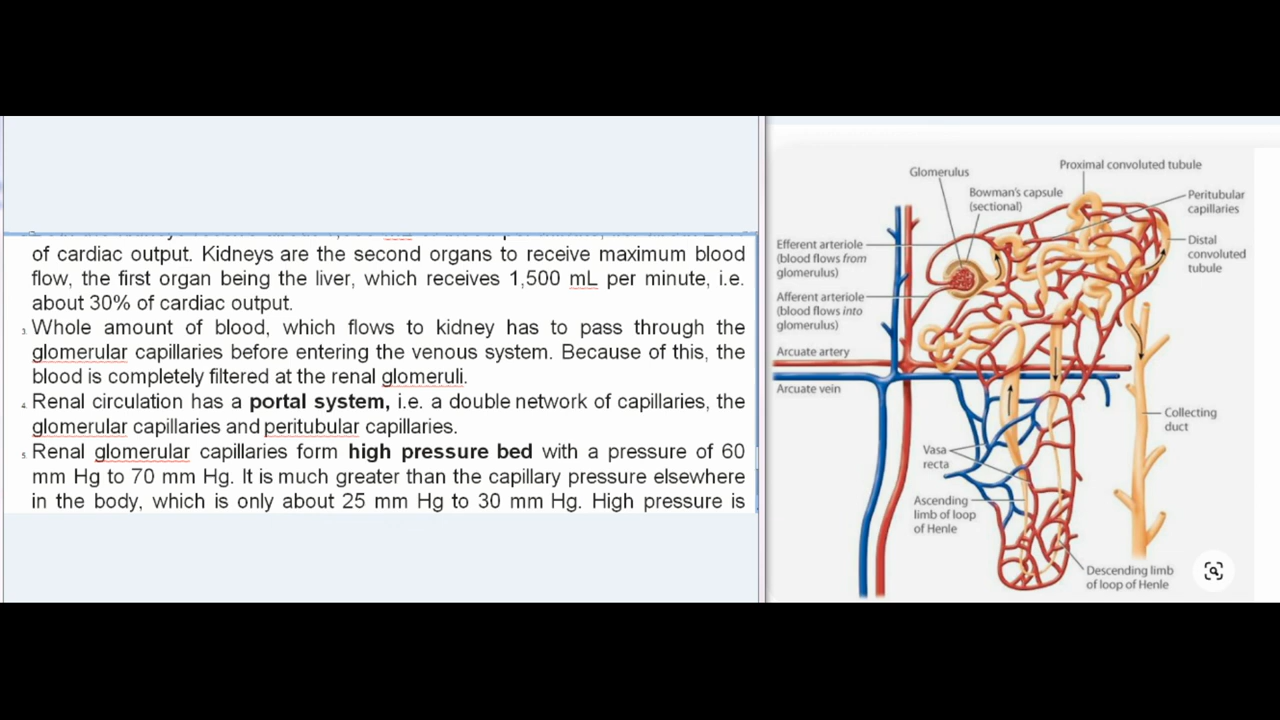 of cardiac output. Kidneys are the second organs to receive maximum blood
flow, the first organ being the liver, which receives 1,500 mL per minute, i.e.
about 30% of cardiac output.
3. Whole amount of blood, which flows to kidney has to pass through the
glomerular capillaries before entering the venous system. Because of this, the
blood is completely filtered at the renal glomeruli.
4. Renal circulation has a portal system, i.e. a double network of capillaries, the
glomerular capillaries and peritubular capillaries.
5. Renal glomerular capillaries form high pressure bed with a pressure of 60
mm Hg to 70 mm Hg. It is much greater than the capillary pressure elsewhere
in the body, which is only about 25 mm Hg to 30 mm Hg. High pressure is
Proximal convoluted tubule
Glomerulus
Bowman's capsule
(sectional)
Peritubular
capillaries
Efferent arteriole
(blood flows from
glomerulus)
Distal
convoluted
tubule
Afferent arteriole
(blood flows into
glomerulus)
Arcuate artery
Arcuate vein
Collecting
duct
Vasa
recta
Ascending
limb of loop
of Henle
Descending limb
of loop of Henle